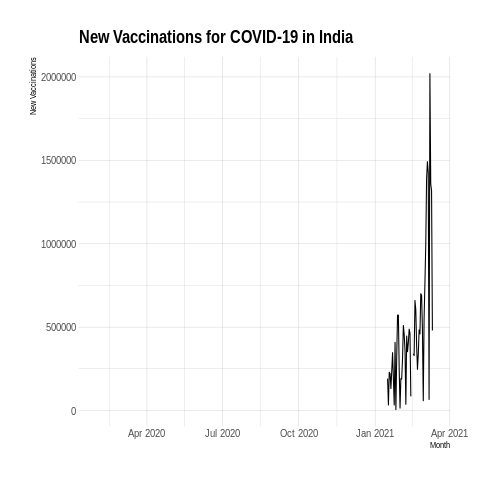 New Vaccinations for COVID-19 in India
New Vaccinations
2000000
1500000
1000000
500000
0
Apr 2020 Jul 2020 Oct 2020 Jan 2021 Apr 2021
Month